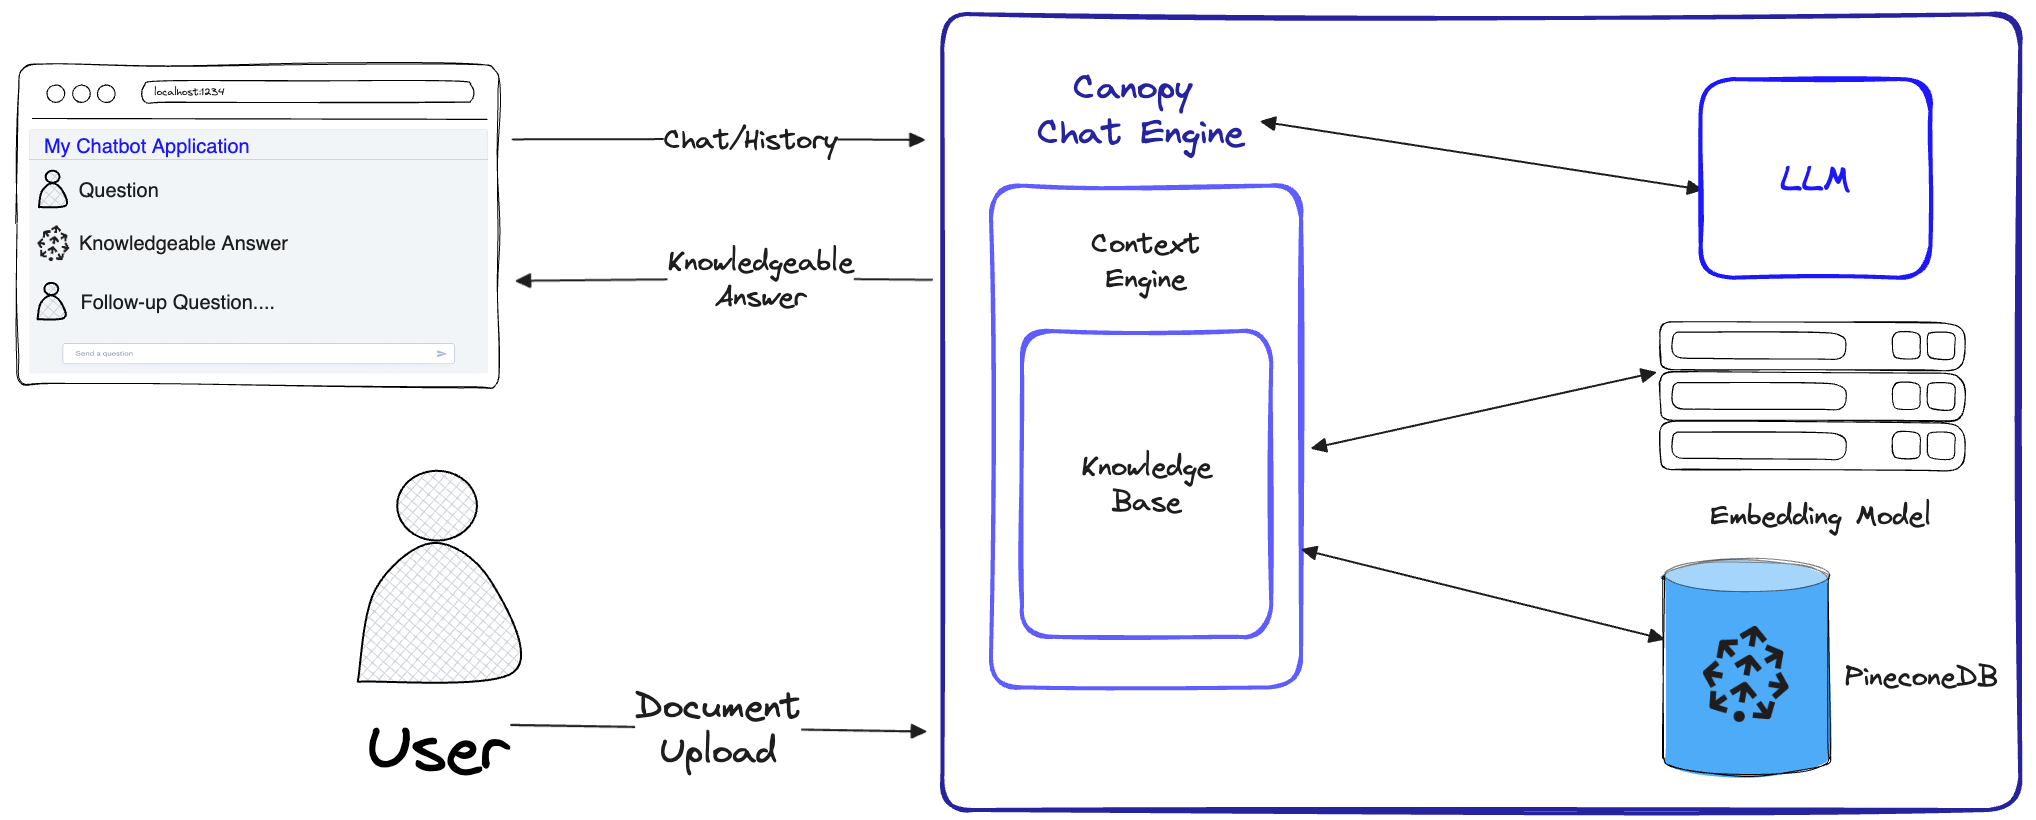 localhost:1234
My Chatbot Application
Question
Knowledgeable Answer
Follow-up Question....
Send a question
Chat/History
Knowledgeable
Answer
User
Document
Upload
Canopy
Chat Engine
Context
Engine
Knowledge
Base
LLM
Embedding Model
PineconeDB